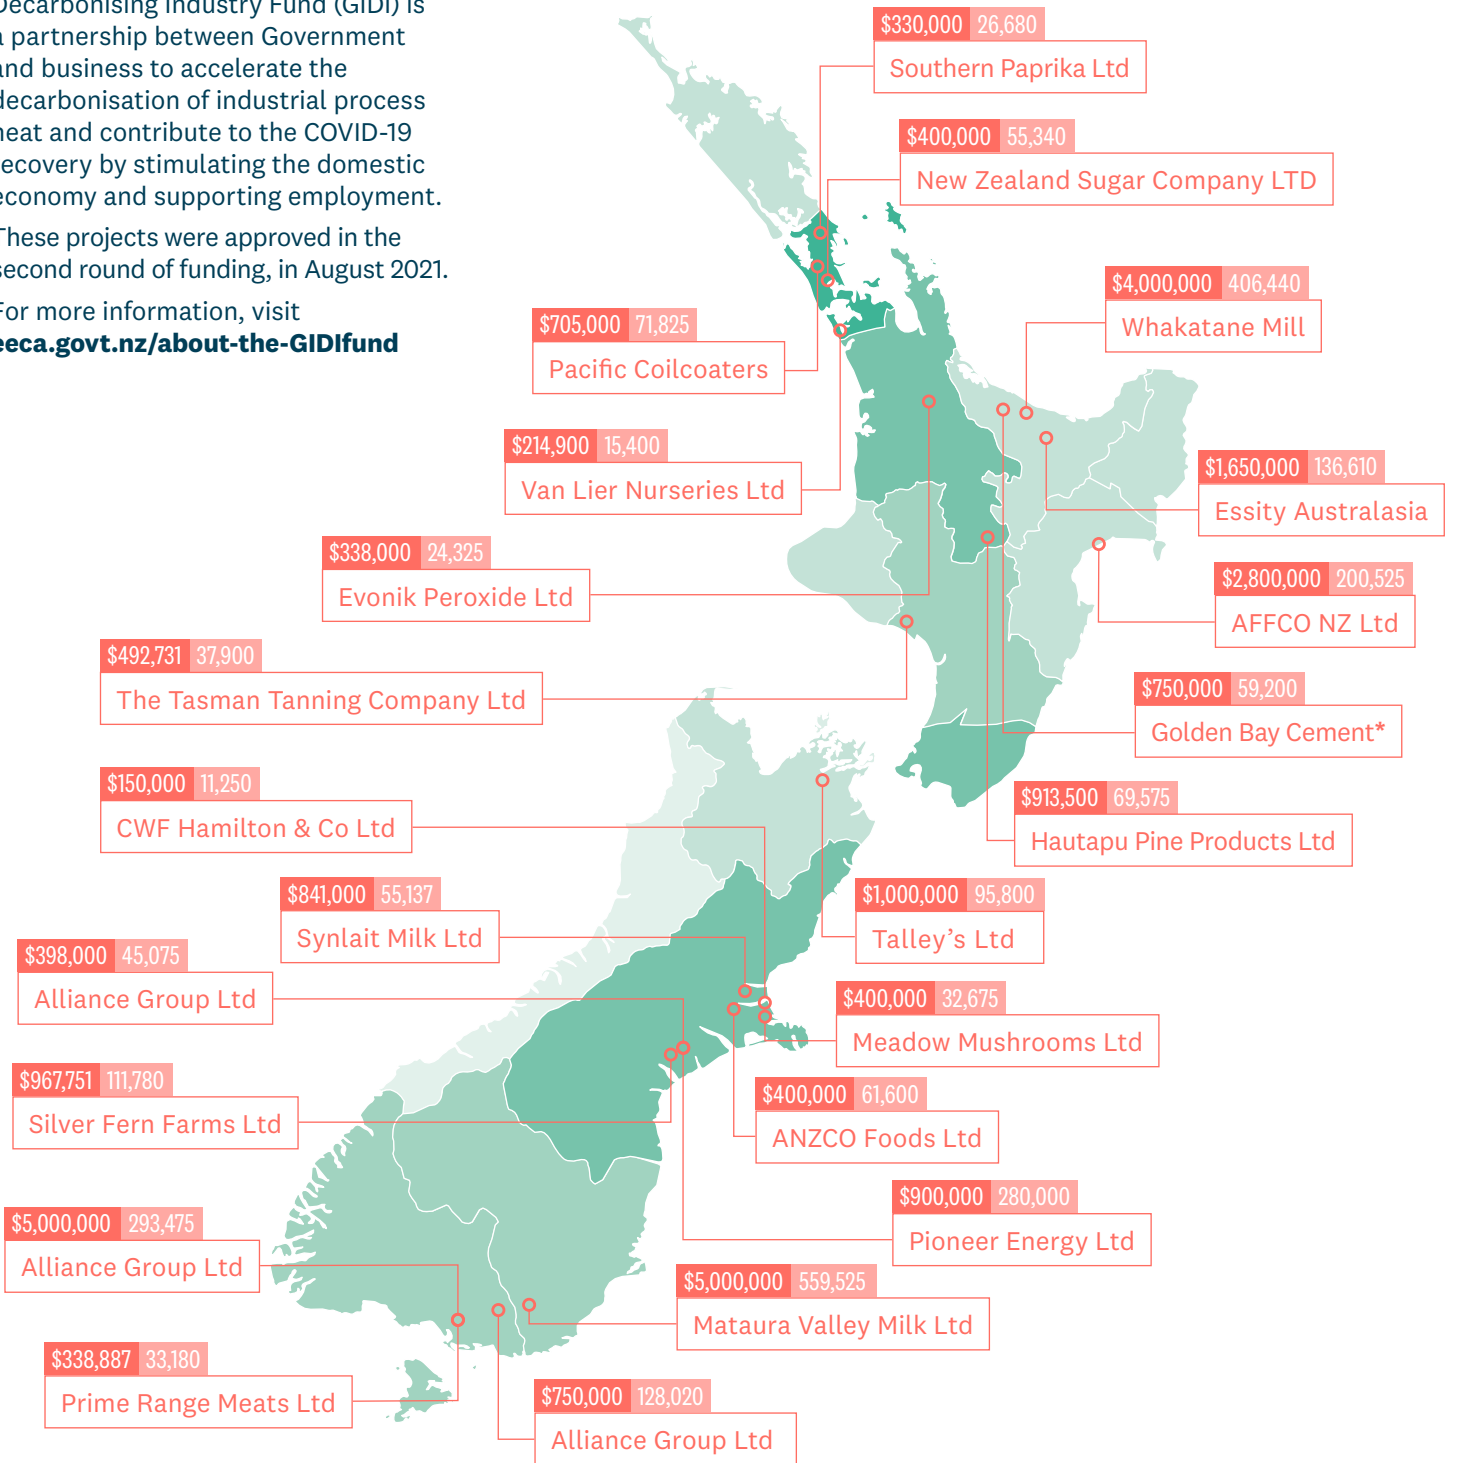 Decarbonising Industry Fund (GIDI) is
a partnership between Government
and business to accelerate the
decarbonisation of industrial process
heat and contribute to the COVID-19
recovery by stimulating the domestic
economy and supporting employment.
These projects were approved in the
second round of funding, in August 2021.
For more information, visit
eeca.govt.nz/about-the-GIDIfund
$330,000 26,680
Southern Paprika Ltd
$400,000 55,340
New Zealand Sugar Company LTD
$4,000,000 406,440
Whakatane Mill
$705,000 71,825
Pacific Coilcoaters
$214,900 15,400
Van Lier Nurseries Ltd
$1,650,000 136,610
Essity Australasia
$338,000 24,325
Evonik Peroxide Ltd
$2,800,000 200,525
AFFCO NZ Ltd
$492,731 37,900
The Tasman Tanning Company Ltd
$750,000 59,200
Golden Bay Cement*
$150,000 11,250
CWF Hamilton & Co Ltd
$913,500 69,575
Hautapu Pine Products Ltd
$841,000 55,137
Synlait Milk Ltd
$1,000,000 95,800
Talley's Ltd
$398,000 45,075
Alliance Group Ltd
$400,000 32,675
Meadow Mushrooms Ltd
$967,751 111,780
Silver Fern Farms Ltd
$400,000 61,600
ANZCO Foods Ltd
$900,000 280,000
Pioneer Energy Ltd
$5,000,000 293,475
Alliance Group Ltd
$5,000,000 559,525
Mataura Valley Milk Ltd
$338,887 33,180
Prime Range Meats Ltd
$750,000 128,020
Alliance Group Ltd